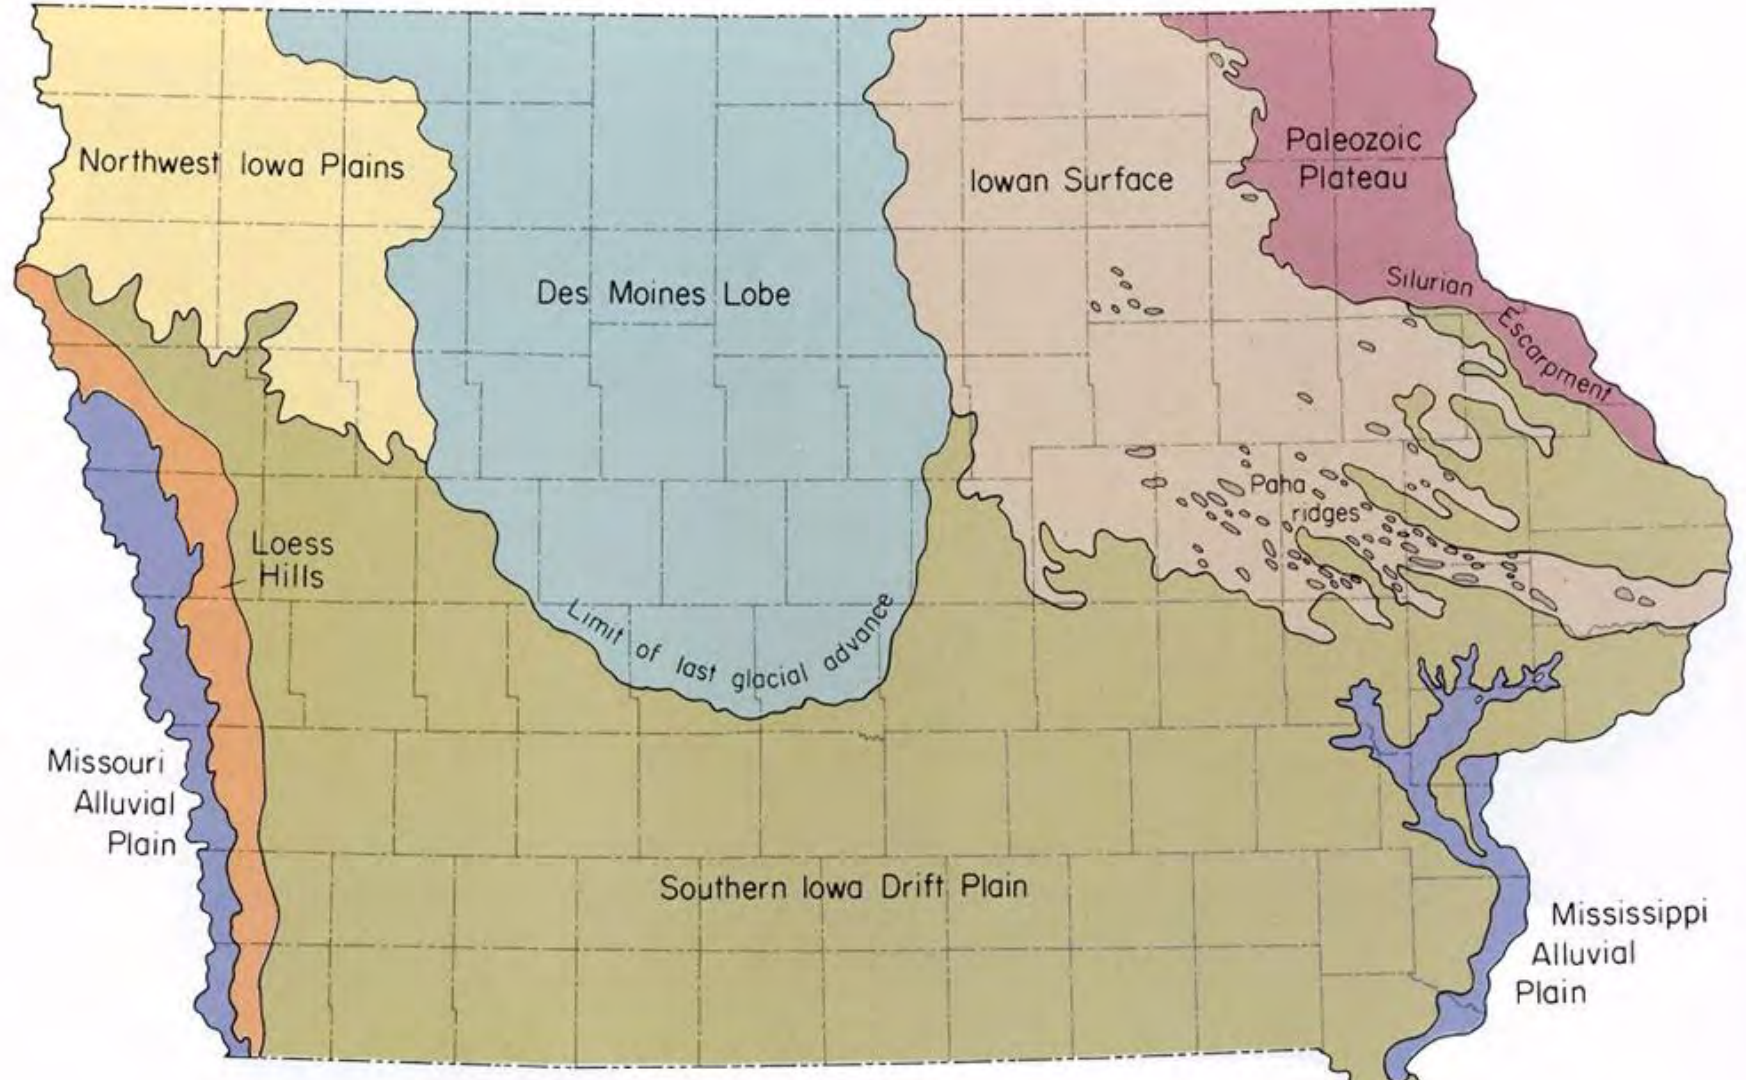 Northwest Iowa Plains
Des Moines Lobe
Iowan Surface
Paleozoic
Plateau
Silurian
Escarpment
Paha
ridges
Loess
Hills
Limit of last glacial advance
Missouri
Alluvial
Plain
Southern Iowa Drift Plain
Mississippi
Alluvial
Plain